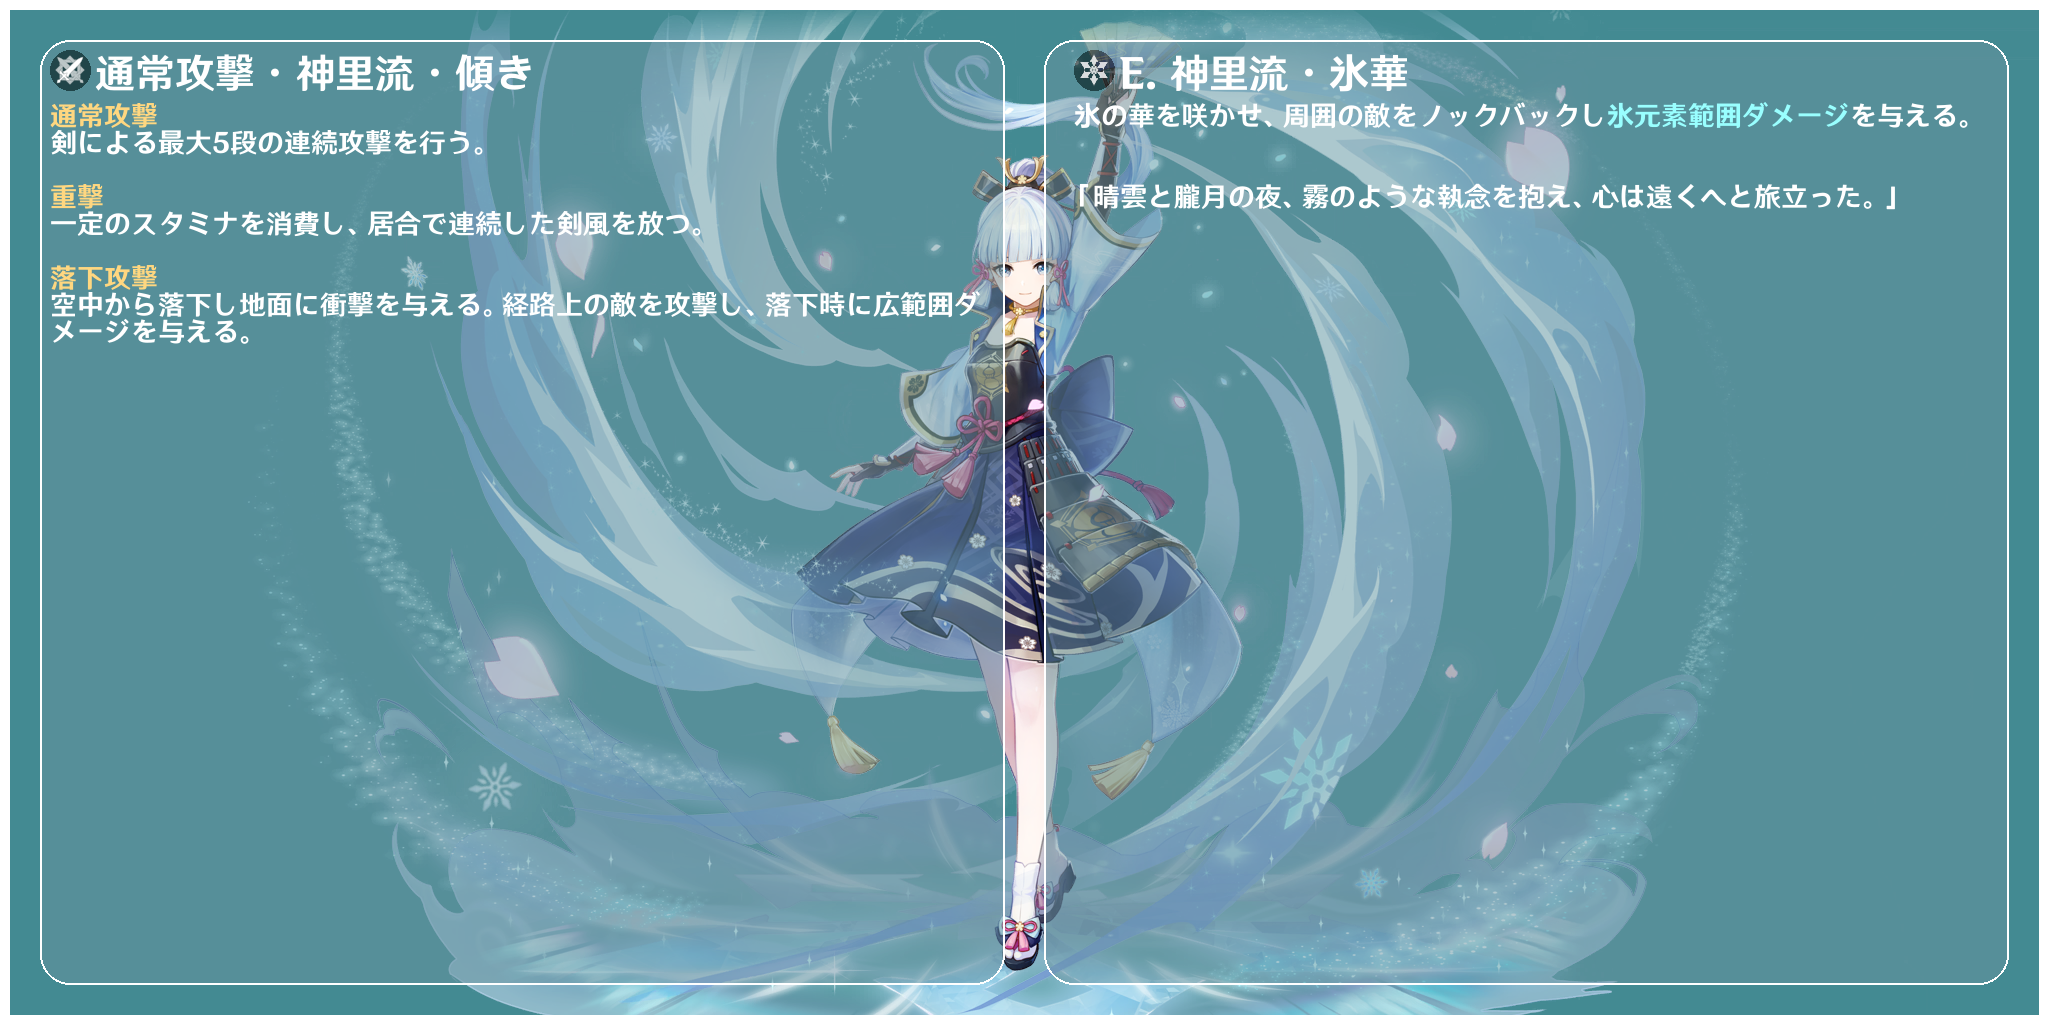 通常攻撃・神里流・傾き
通常攻撃
剣による最大5段の連続攻撃を行う。
重撃
一定のスタミナを消費し、居合で連続した剣風を放つ。
落下攻撃
空中から落下し地面に衝撃を与える。経路上の敵を攻撃し、落下時に広範囲ダ
メージを与える。
E. 神里流・氷華
氷の華を咲かせ、周囲の敵をノックバックし氷元素範囲ダメージを与える。
「晴雲と朧月の夜、霧のような執念を抱え、心は遠くへと旅立った。」